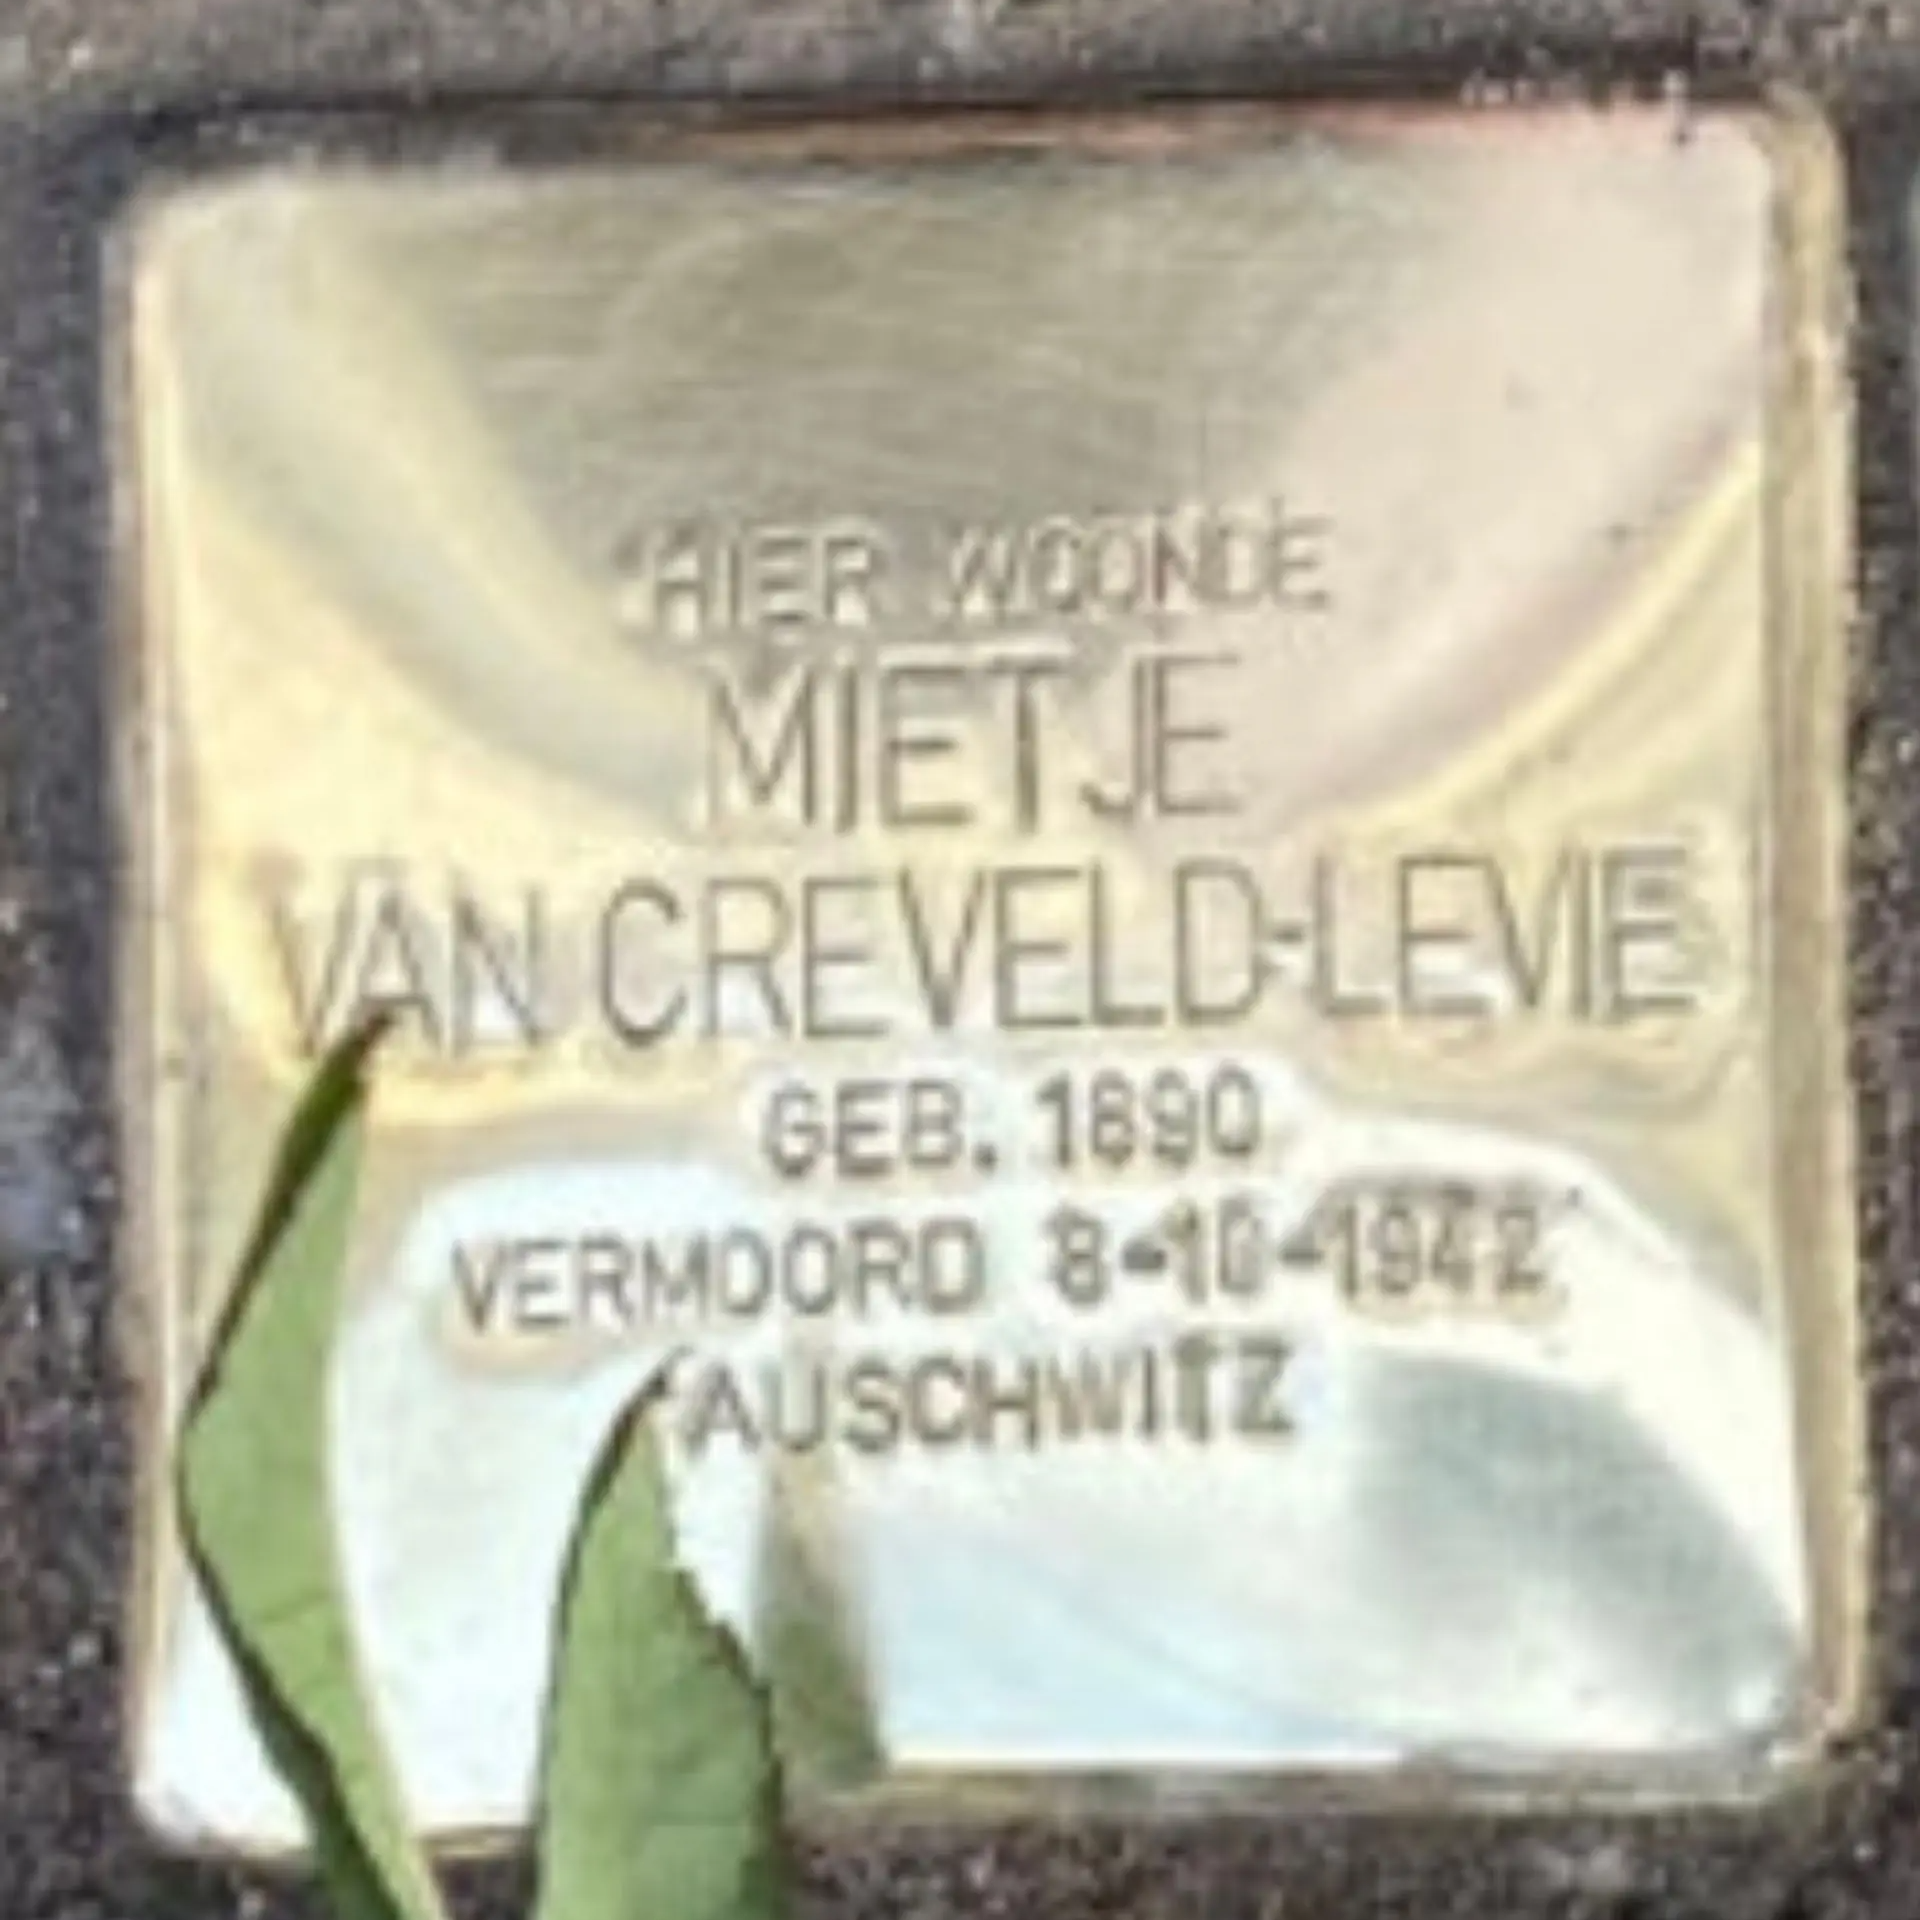 HIER WOONDE
MIETJE
VAN CREVELD-LEVIE
GEB. 1890
VERMOORD 8-10-1942
AUSCHWITZ